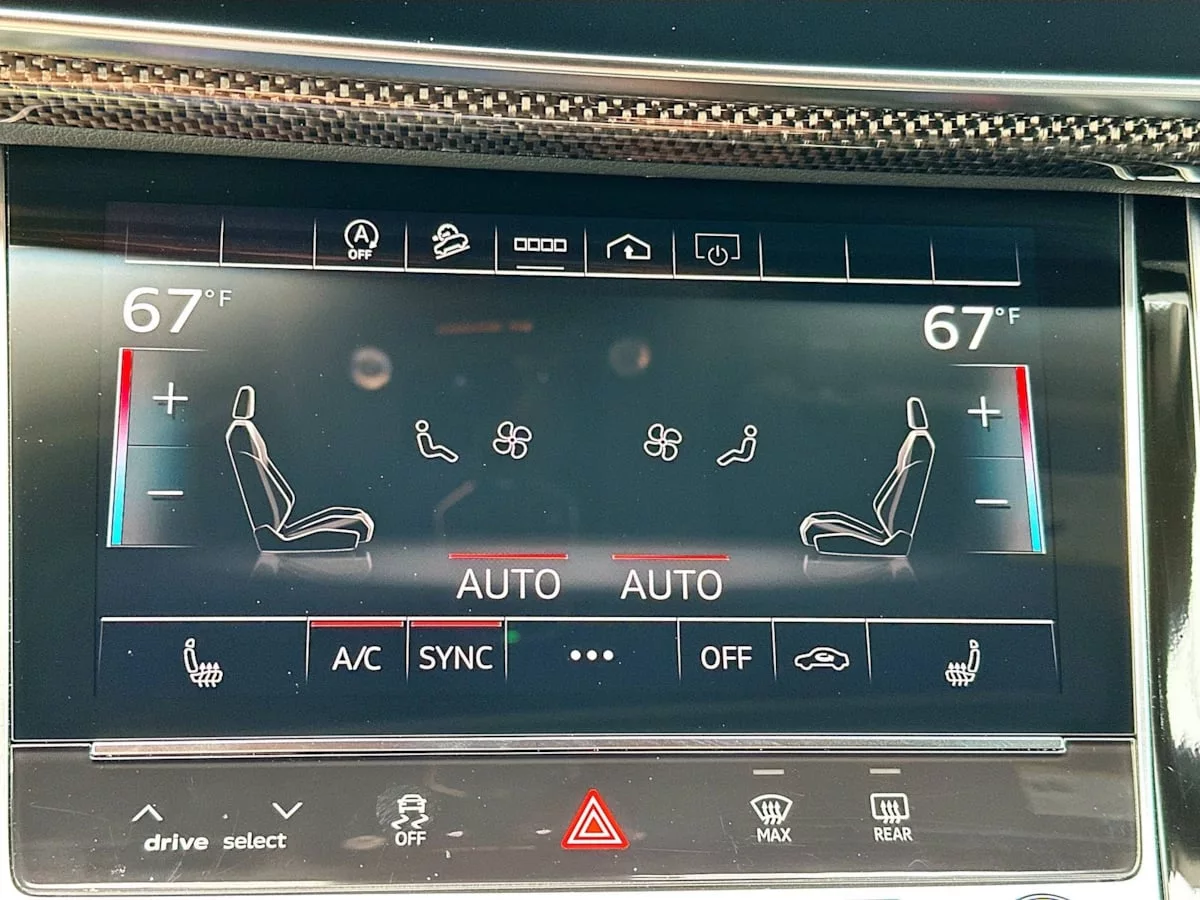 A
OFF
67°F
67°F
+
+
−
−
AUTO AUTO
A/C SYNC ••• OFF
drive select
OFF
MAX
REAR